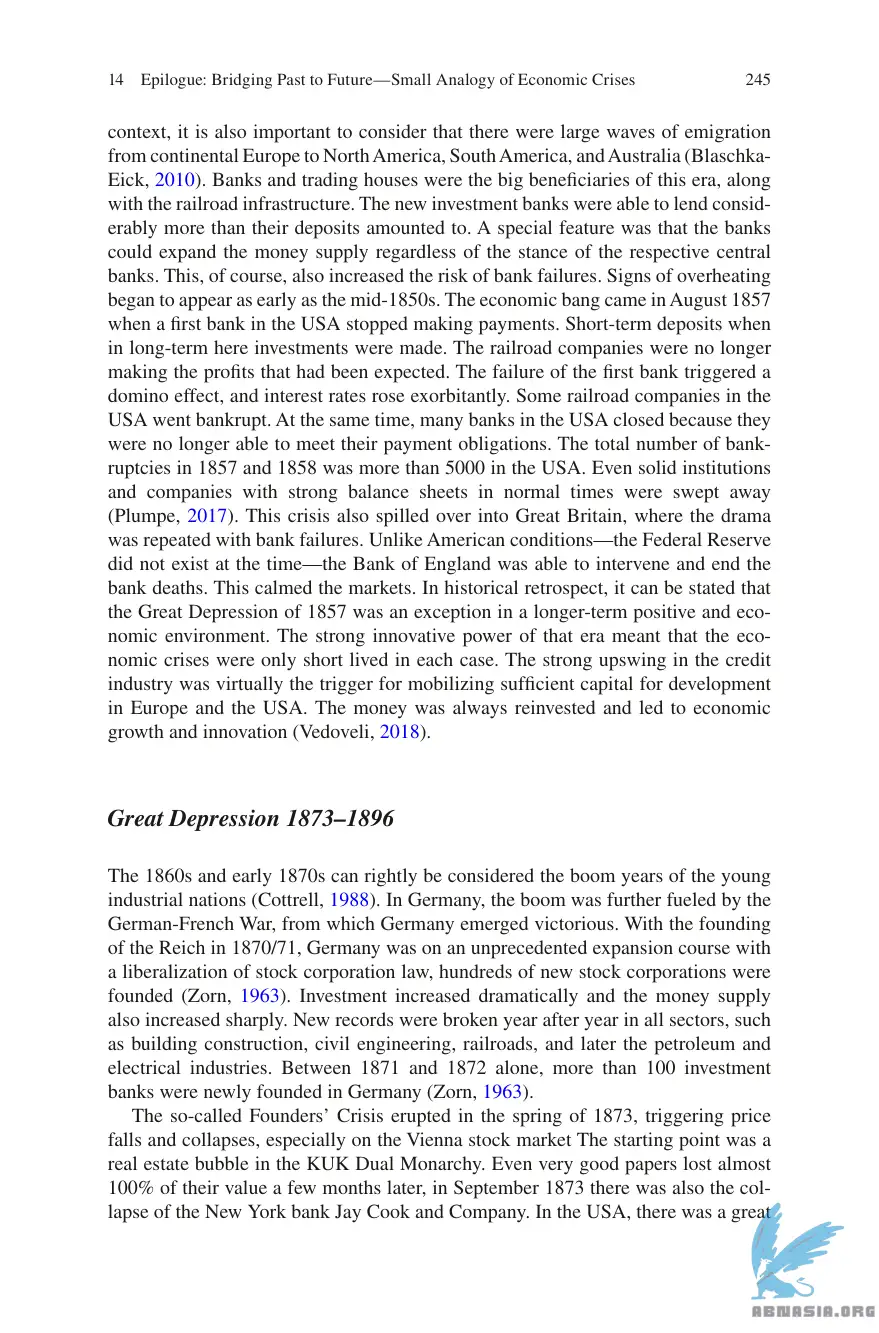 14 Epilogue: Bridging Past to Future—Small Analogy of Economic Crises 245
context, it is also important to consider that there were large waves of emigration
from continental Europe to North America, South America, and Australia (Blaschka-
Eick, 2010). Banks and trading houses were the big beneficiaries of this era, along
with the railroad infrastructure. The new investment banks were able to lend consid-
erably more than their deposits amounted to. A special feature was that the banks
could expand the money supply regardless of the stance of the respective central
banks. This, of course, also increased the risk of bank failures. Signs of overheating
began to appear as early as the mid-1850s. The economic bang came in August 1857
when a first bank in the USA stopped making payments. Short-term deposits when
in long-term here investments were made. The railroad companies were no longer
making the profits that had been expected. The failure of the first bank triggered a
domino effect, and interest rates rose exorbitantly. Some railroad companies in the
USA went bankrupt. At the same time, many banks in the USA closed because they
were no longer able to meet their payment obligations. The total number of bank-
ruptcies in 1857 and 1858 was more than 5000 in the USA. Even solid institutions
and companies with strong balance sheets in normal times were swept away
(Plumpe, 2017). This crisis also spilled over into Great Britain, where the drama
was repeated with bank failures. Unlike American conditions—the Federal Reserve
did not exist at the time—the Bank of England was able to intervene and end the
bank deaths. This calmed the markets. In historical retrospect, it can be stated that
the Great Depression of 1857 was an exception in a longer-term positive and eco-
nomic environment. The strong innovative power of that era meant that the eco-
nomic crises were only short lived in each case. The strong upswing in the credit
industry was virtually the trigger for mobilizing sufficient capital for development
in Europe and the USA. The money was always reinvested and led to economic
growth and innovation (Vedoveli, 2018).
Great Depression 1873–1896
The 1860s and early 1870s can rightly be considered the boom years of the young
industrial nations (Cottrell, 1988). In Germany, the boom was further fueled by the
German-French War, from which Germany emerged victorious. With the founding
of the Reich in 1870/71, Germany was on an unprecedented expansion course with
a liberalization of stock corporation law, hundreds of new stock corporations were
founded (Zorn, 1963). Investment increased dramatically and the money supply
also increased sharply. New records were broken year after year in all sectors, such
as building construction, civil engineering, railroads, and later the petroleum and
electrical industries. Between 1871 and 1872 alone, more than 100 investment
banks were newly founded in Germany (Zorn, 1963).
The so-called Founders’ Crisis erupted in the spring of 1873, triggering price
falls and collapses, especially on the Vienna stock market The starting point was a
real estate bubble in the KUK Dual Monarchy. Even very good papers lost almost
100% of their value a few months later, in September 1873 there was also the col-
lapse of the New York bank Jay Cook and Company. In the USA, there was a great
ABNASIA.ORG